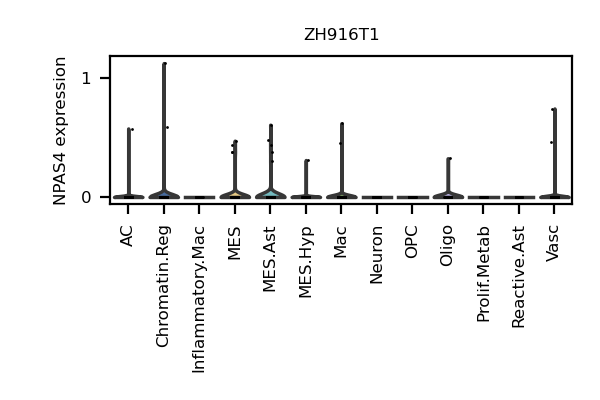 ZH916T1
NPAS4 expression
1
0
AC
Chromatin.Reg
Inflammatory.Mac
MES
MES.Ast
MES.Hyp
Mac
Neuron
OPC
Oligo
Prolif.Metab
Reactive.Ast
Vasc